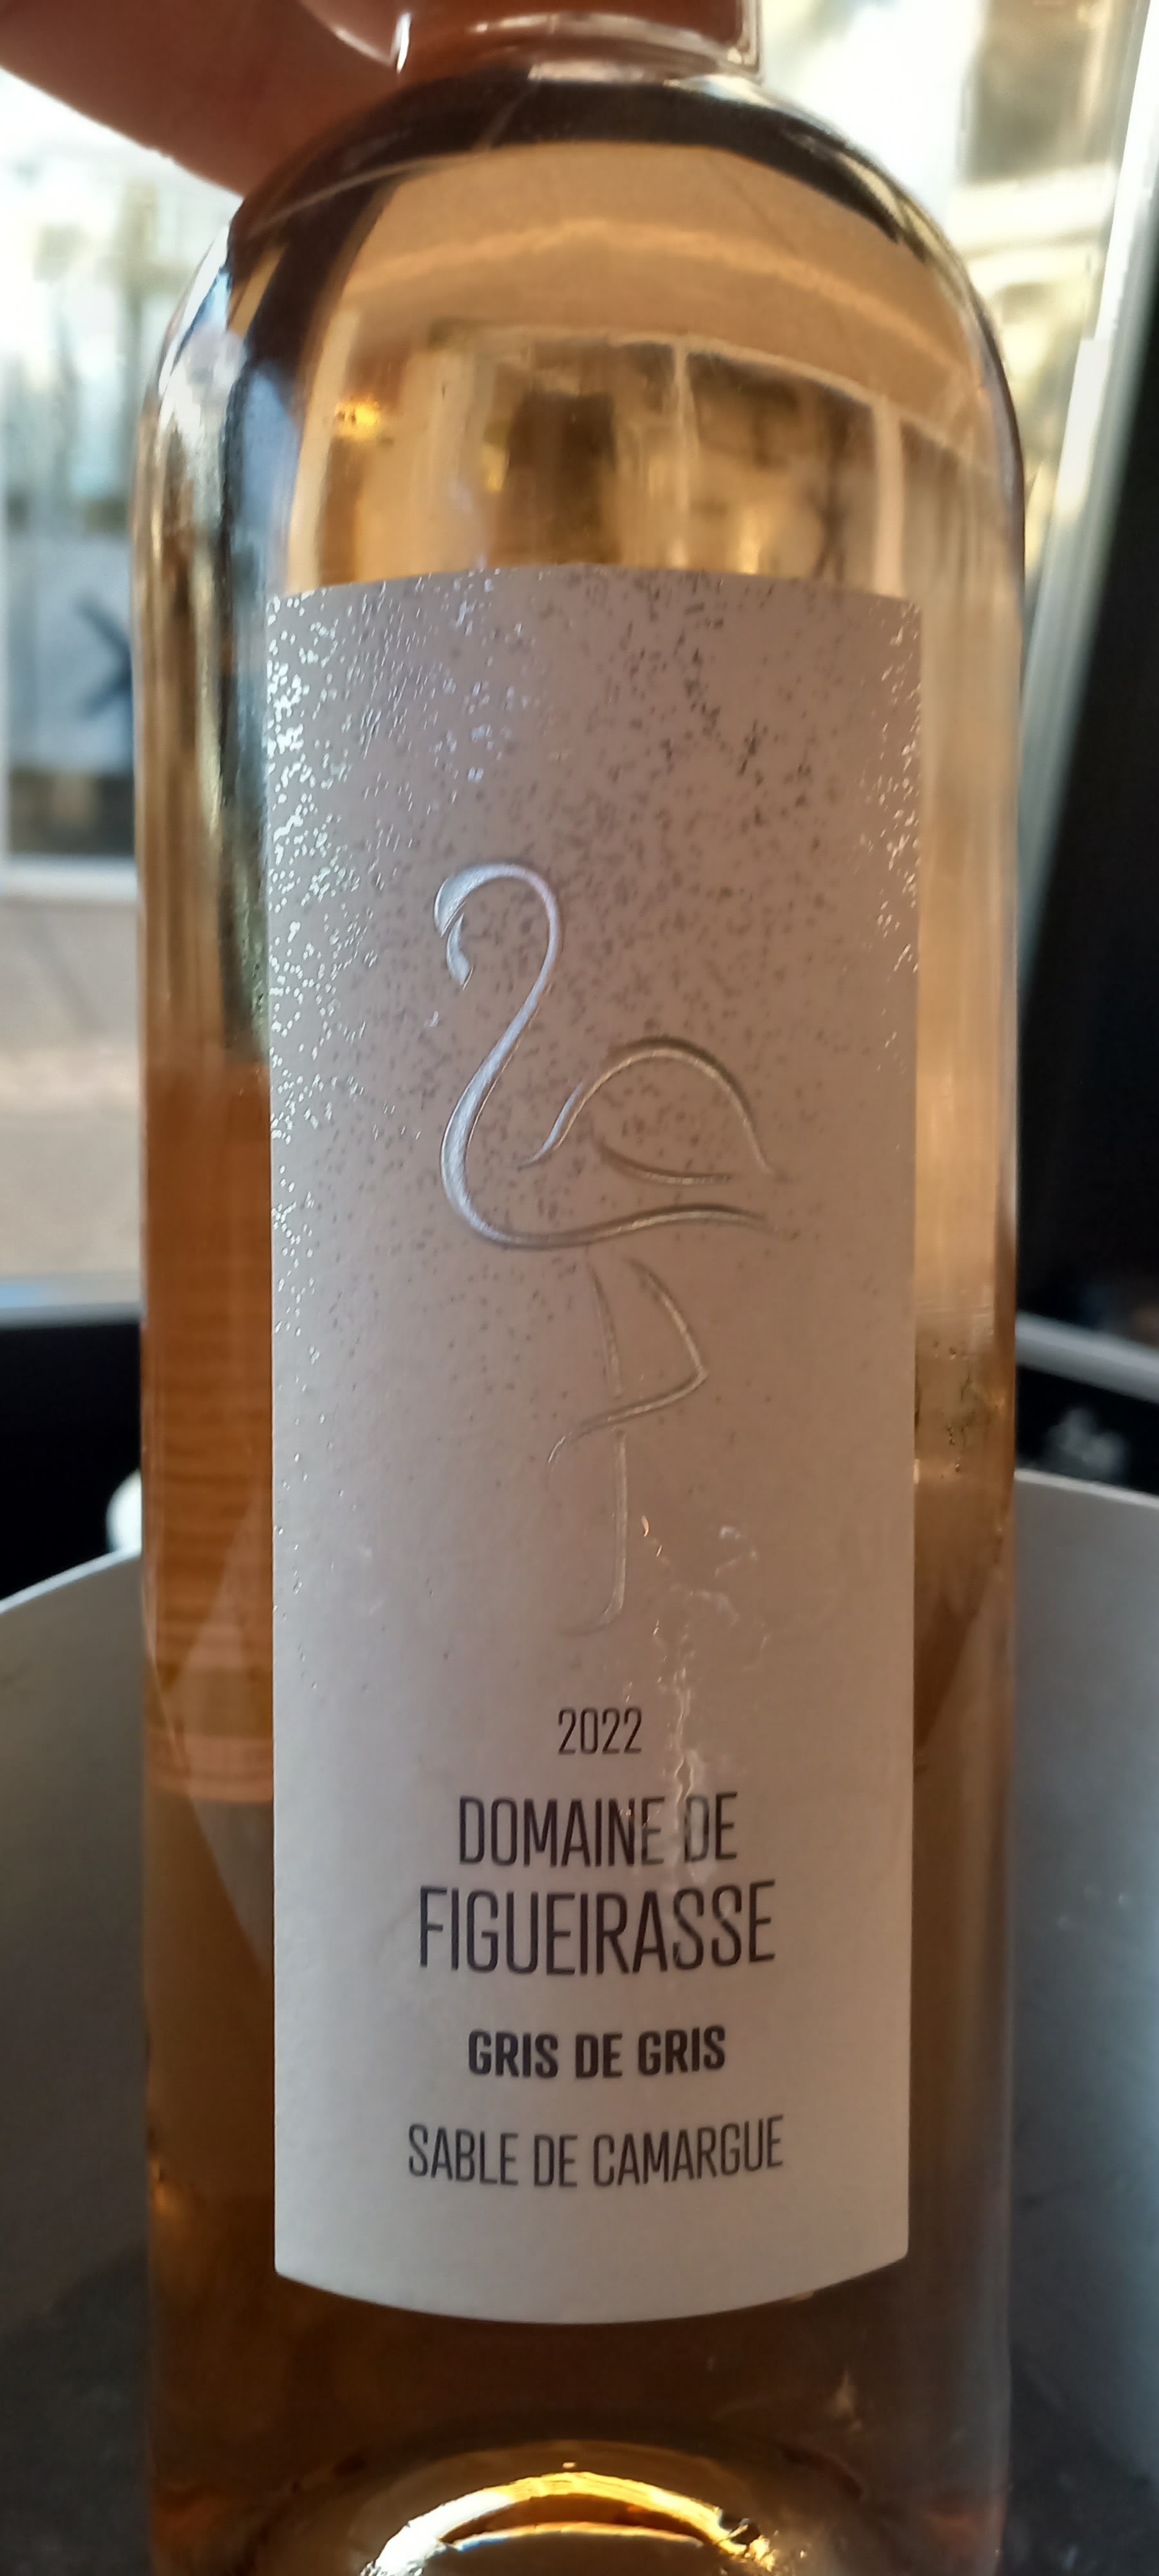 2022
DOMAINE DE
FIGUEIRASSE
GRIS DE GRIS
SABLE DE CAMARGUE